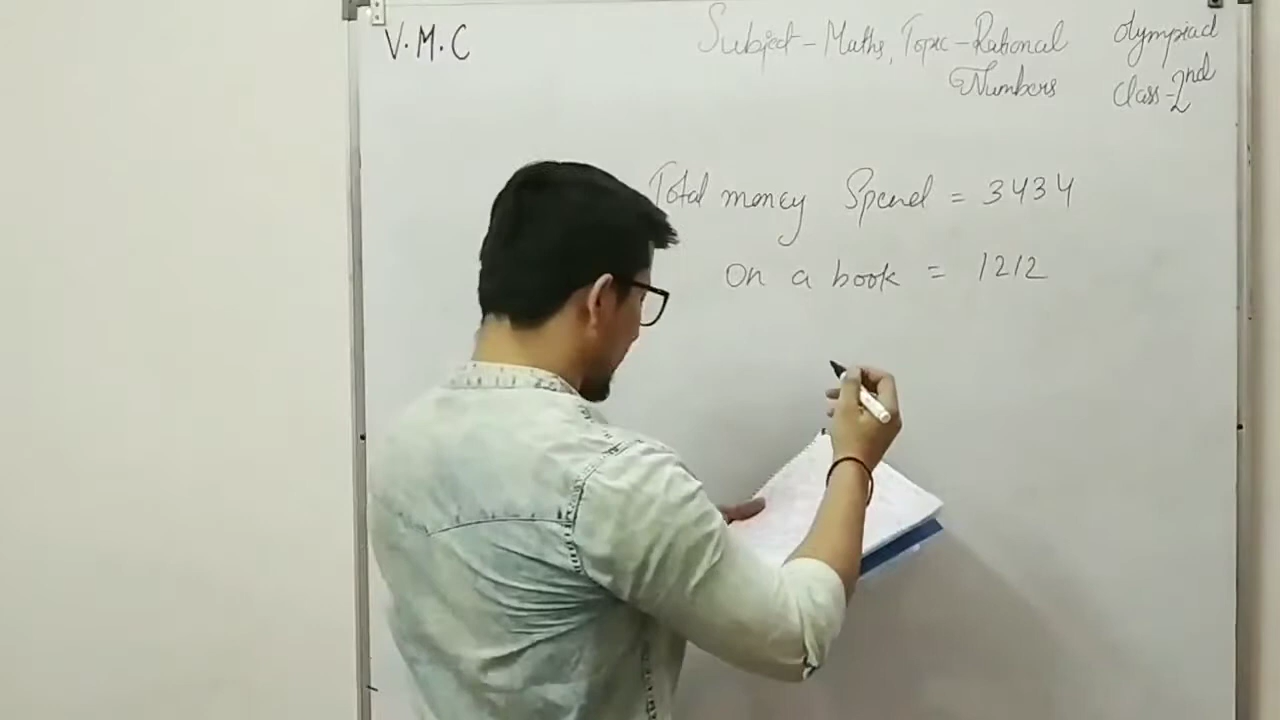 V.M.C
Subject - Maths, Topic - Rational
Numbers
Olympiad
Class - 2nd
Total money Spend = 3434
On a book = 1212